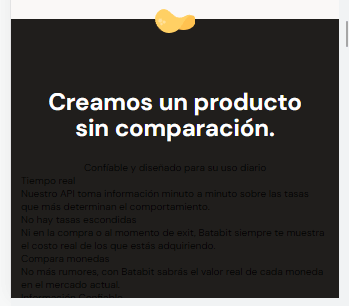 Creamos un producto
sin comparación.
Confiable y diseñado para su uso diario
Tiempo real
Nuestro API toma información minuto a minuto sobre las tasas
que más determinan el comportamiento.
No hay tasas escondidas
Ni en la compra o al momento de exit. Batabit siempre te muestra
el costo real de los que estás adquiriendo.
Compara monedas
No más rumores, con Batabit sabrás el valor real de cada moneda
en el mercado actual
Información Confiable